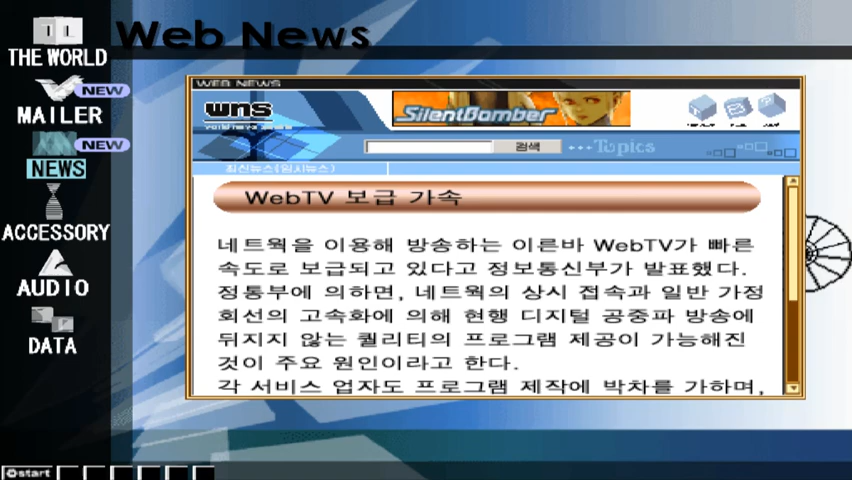 Web News
THE WORLD
NEW
MAILER
NEW
NEWS
ACCESSORY
AUDIO
DATA
WEB NEWS
wns
SilentBomber
검색
Topics
최신뉴스(임시뉴스)
WebTV 보급 가속
네트웍을 이용해 방송하는 이른바 WebTV가 빠른
속도로 보급되고 있다고 정보통신부가 발표했다.
정통부에 의하면, 네트웍의 상시 접속과 일반 가정
회선의 고속화에 의해 현행 디지털 공중파 방송에
뒤지지 않는 퀄리티의 프로그램 제공이 가능해진
것이 주요 원인이라고 한다.
각 서비스 업자도 프로그램 제작에 박차를 가하며,
start